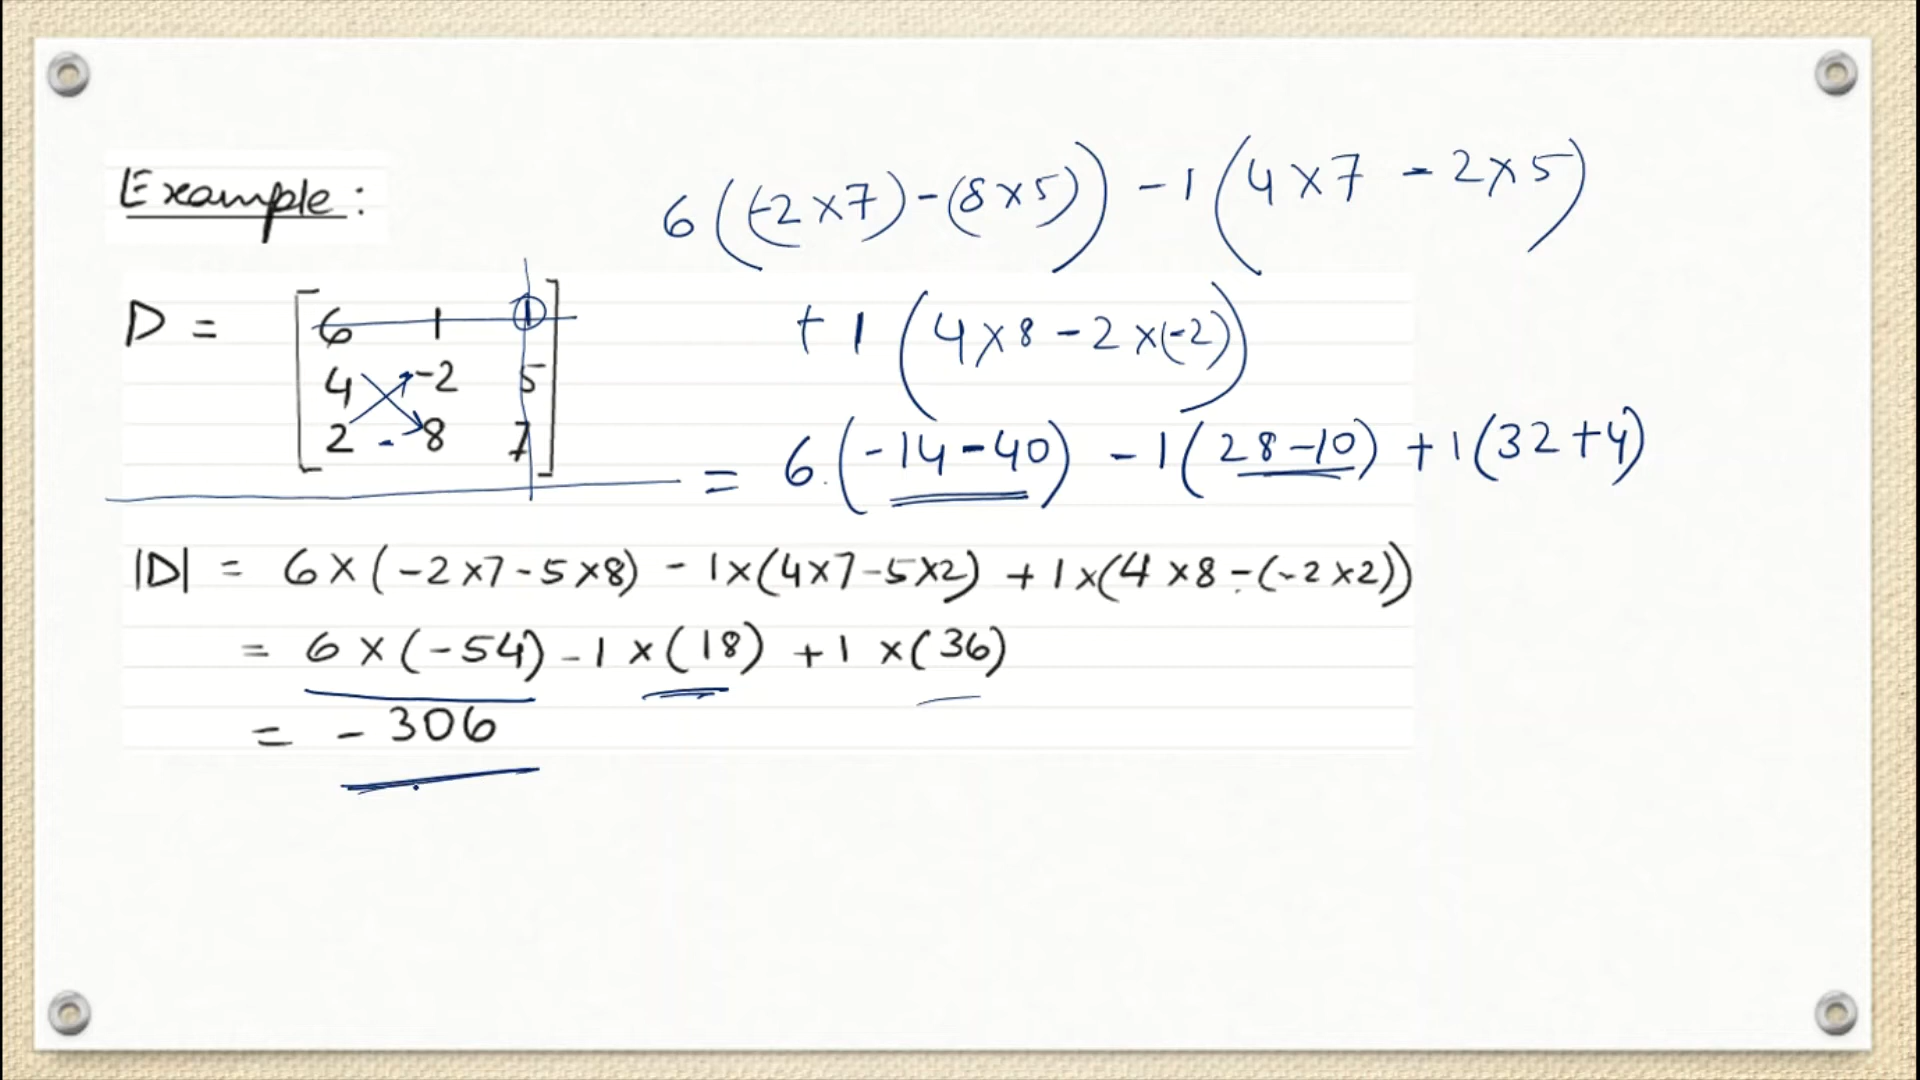 Example:
6((-2×7)-(8×5)) -1(4×7 - 2×5)
+ 1(4×8-2×(-2))
D = [6 1 1
4 -2 5
2 - 8 7]
= 6.(-14-40) -1(28-10) +1(32+4)
|D| = 6×(-2×7-5×8) - 1×(4×7-5×2) + 1×(4×8-(-2×2))
= 6×(-54) -1×(18) +1×(36)
= -306